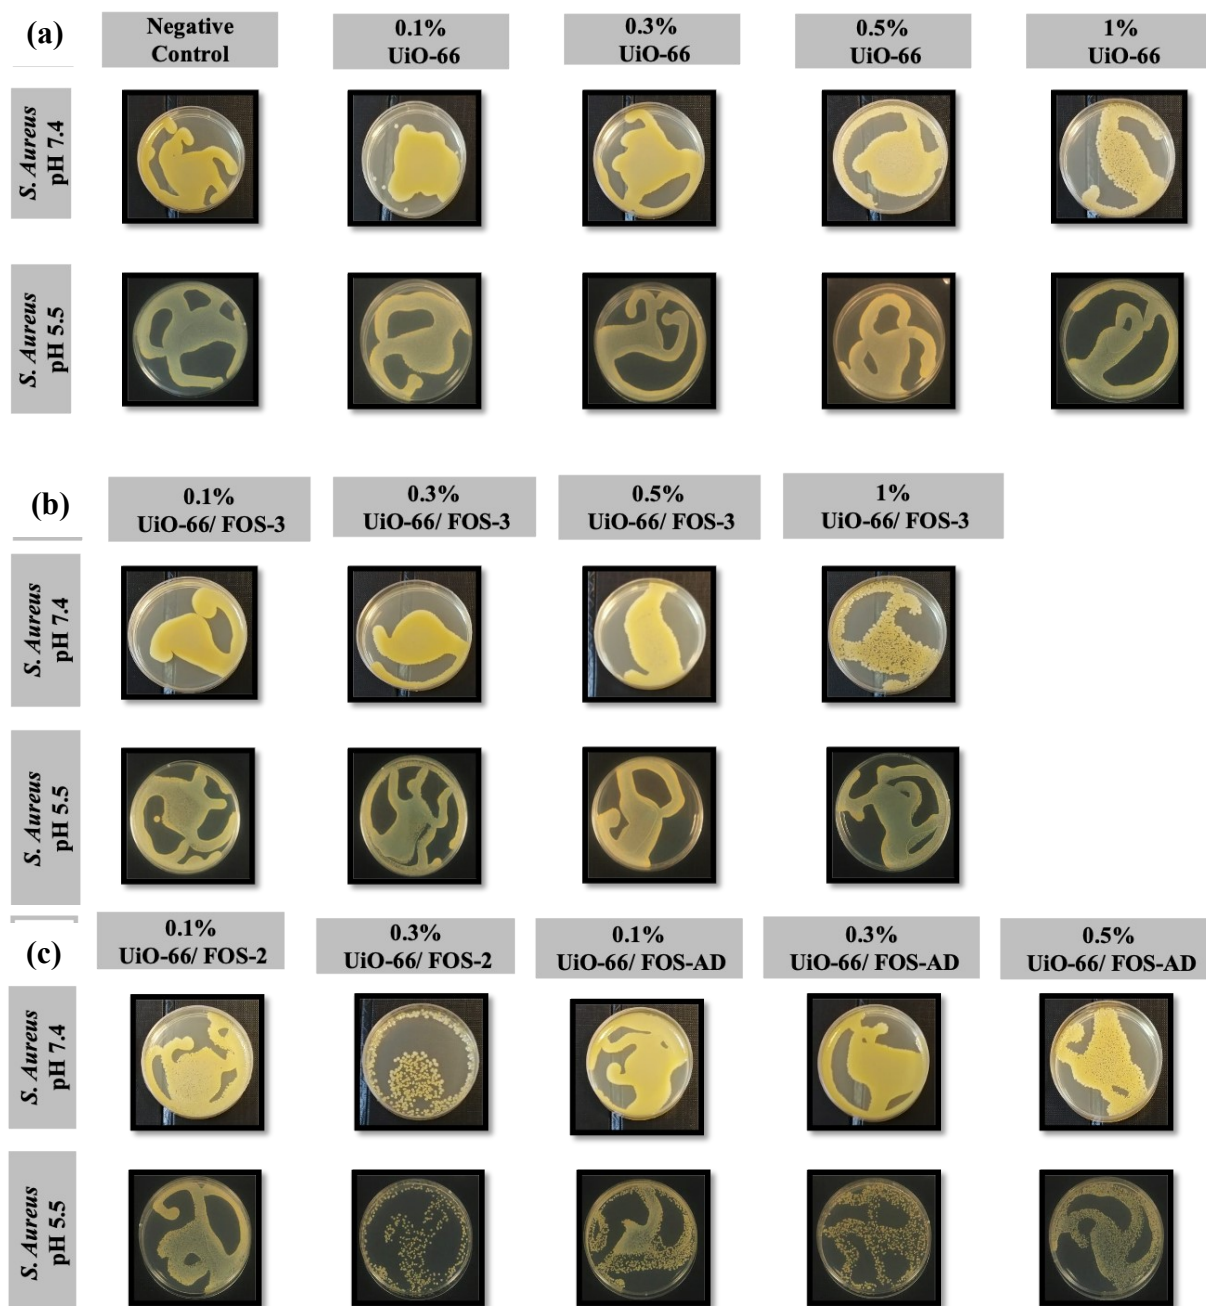 (a)
Negative
Control
0.1%
UiO-66
0.3%
UiO-66
0.5%
UiO-66
1%
UiO-66
S. Aureus
pH 7.4
S. Aureus
pH 5.5
(b)
0.1%
UiO-66/ FOS-3
0.3%
UiO-66/ FOS-3
0.5%
UiO-66/ FOS-3
1%
UiO-66/ FOS-3
S. Aureus
pH 7.4
S. Aureus
pH 5.5
(c)
0.1%
UiO-66/ FOS-2
0.3%
UiO-66/ FOS-2
0.1%
UiO-66/ FOS-AD
0.3%
UiO-66/ FOS-AD
0.5%
UiO-66/ FOS-AD
S. Aureus
pH 7.4
S. Aureus
pH 5.5